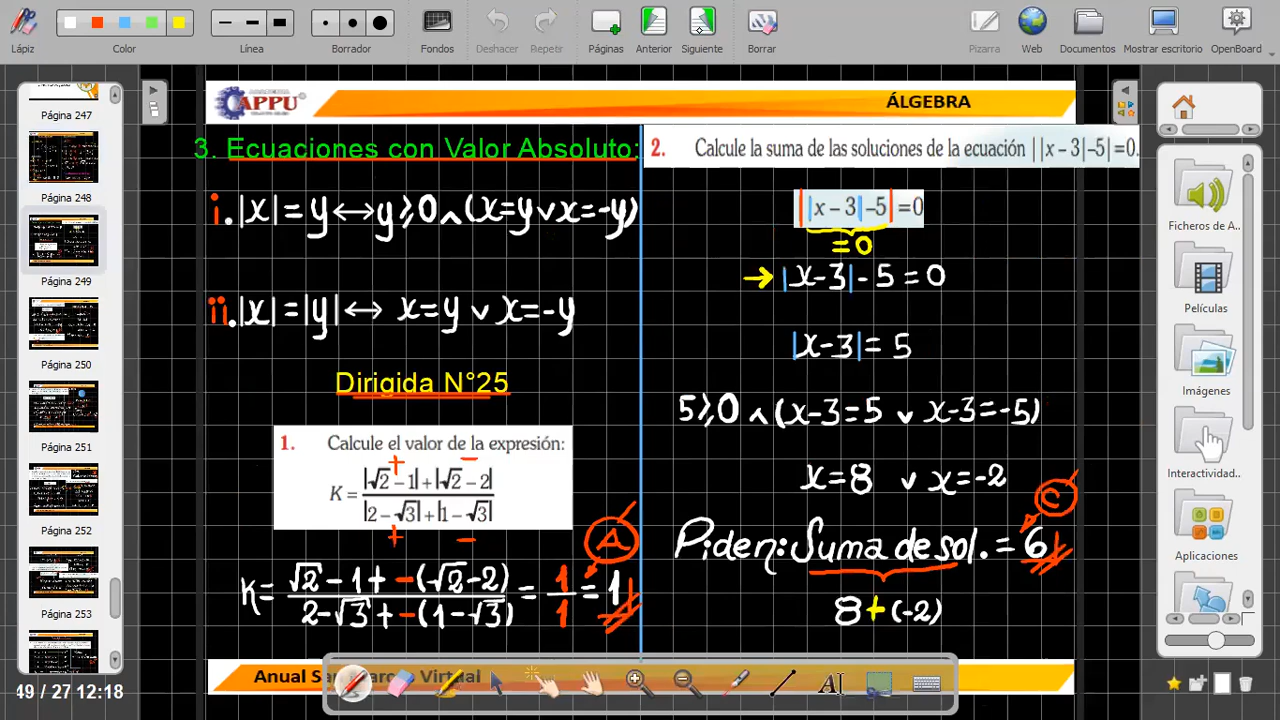 Lápiz
Color
Línea
Borrador
Fondos
Deshacer
Repetir
Páginas
Anterior
Siguiente
Borrar
Pizarra
Web
Documentos
Mostrar escritorio
OpenBoard
Página 247
Página 248
Página 249
Página 250
Página 251
Página 252
Página 253
49 / 27 12:18
APPU
ÁLGEBRA
3. Ecuaciones con Valor Absoluto:
i. |x| = y ↔ y ≥ 0 ∧ (x = y ∨ x = -y)
ii. |x| = |y| ↔ x = y ∨ x = -y
Dirigida N°25
1. Calcule el valor de la expresión:
+ −
K = (|√2 − 1| + |√2 − 2|) / (|2 − √3| + |1 − √3|)
+ −
A
K = (√2 − 1 + −(√2 − 2)) / (2 − √3 + −(1 − √3)) = 1/1 = 1
2. Calcule la suma de las soluciones de la ecuación | |x − 3| −5| = 0.
| |x − 3| −5| = 0
= 0
→ |x − 3| − 5 = 0
|x − 3| = 5
5 ≥ 0 ∧ (x − 3 = 5 ∨ x − 3 = -5)
x = 8 ∨ x = -2
C
Piden: Suma de sol. = 6
8 + (-2)
Ficheros de A...
Películas
Imágenes
Interactividad...
Aplicaciones